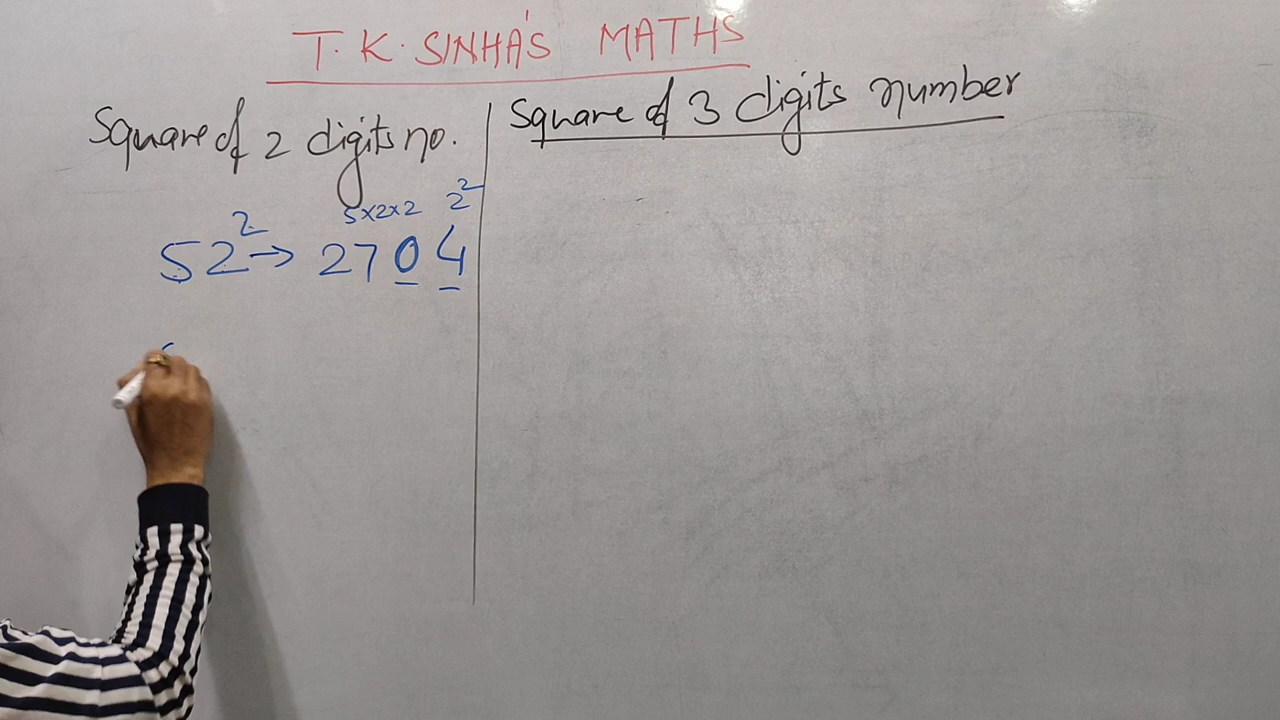 T.K. SINHA'S MATHS
Square of 2 digits no.
5×2×2 2²
52² → 2704
Square of 3 digits number